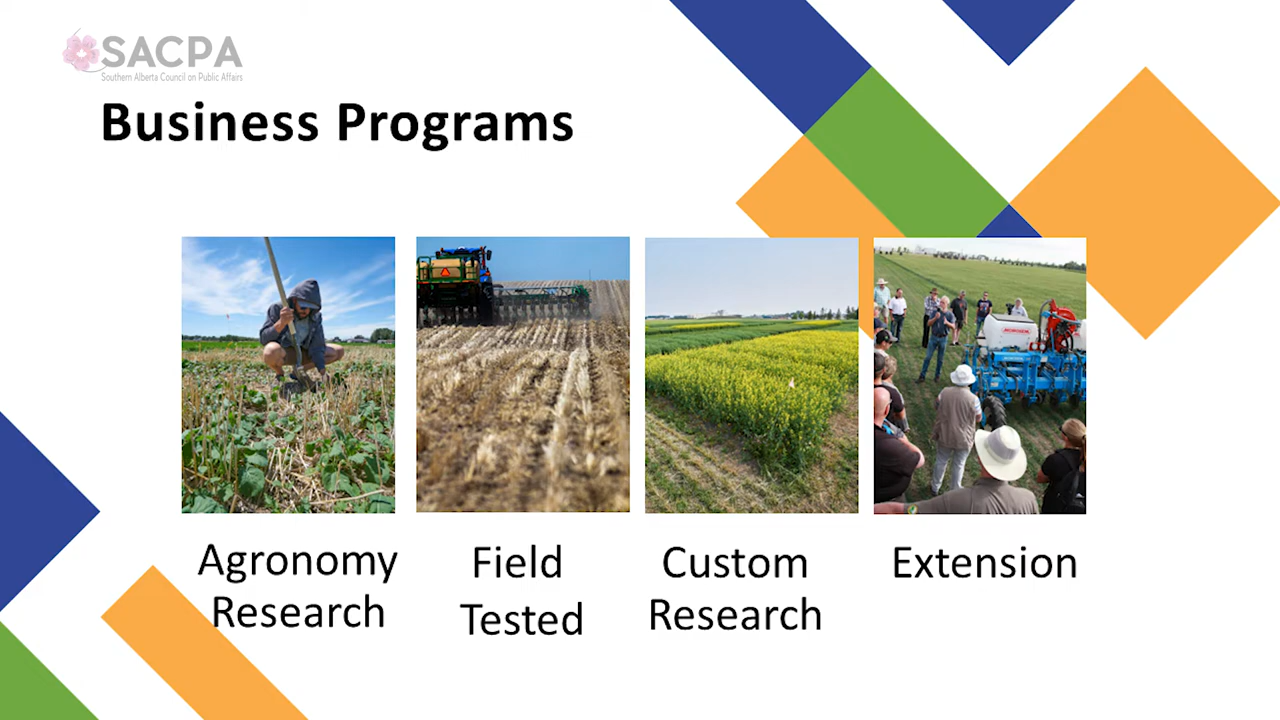 SACPA
Southern Alberta Council on Public Affairs
Business Programs
Agronomy
Research
Field
Tested
Custom
Research
Extension